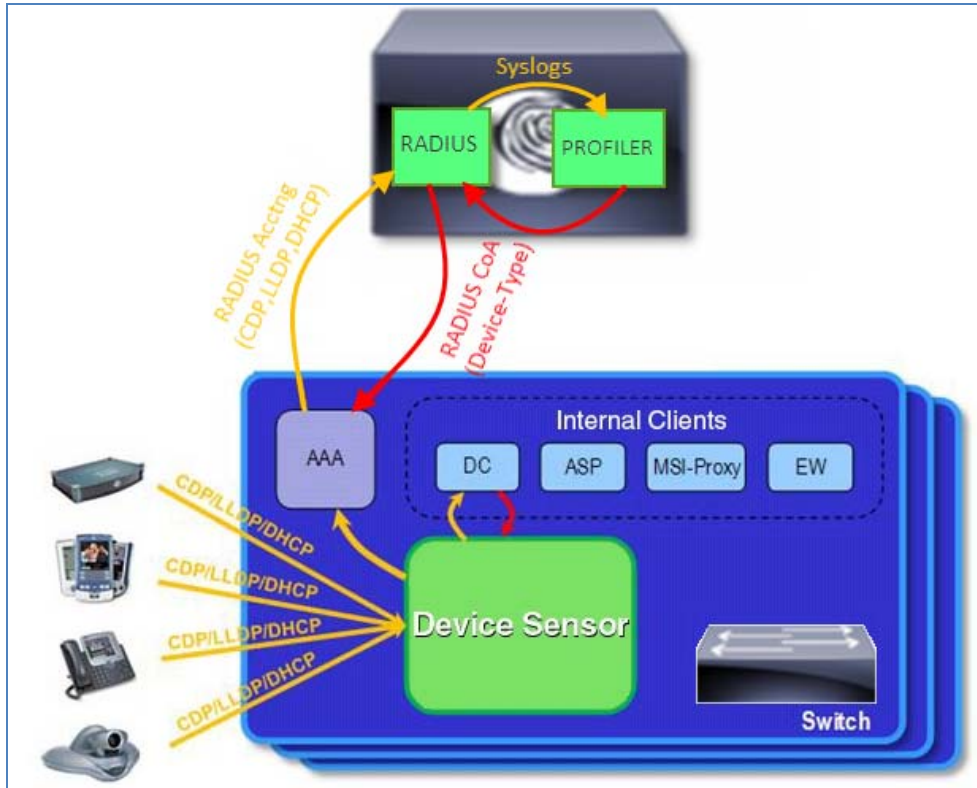 Syslogs
RADIUS
PROFILER
RADIUS Acctng
(CDP,LLDP,DHCP)
RADIUS CoA
(Device-Type)
Internal Clients
AAA
DC
ASP
MSI-Proxy
EW
CDP/LLDP/DHCP
CDP/LLDP/DHCP
CDP/LLDP/DHCP
CDP/LLDP/DHCP
Device Sensor
Switch